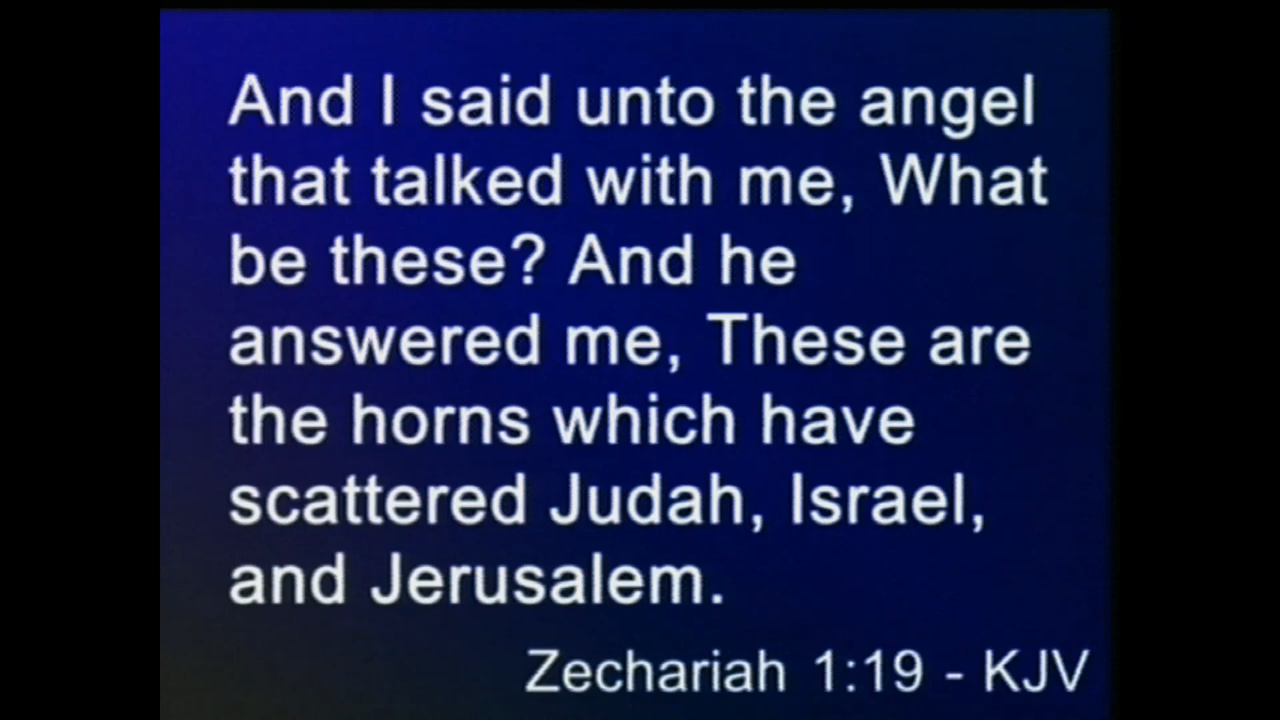 And I said unto the angel
that talked with me, What
be these? And he
answered me, These are
the horns which have
scattered Judah, Israel,
and Jerusalem.
Zechariah 1:19 - KJV